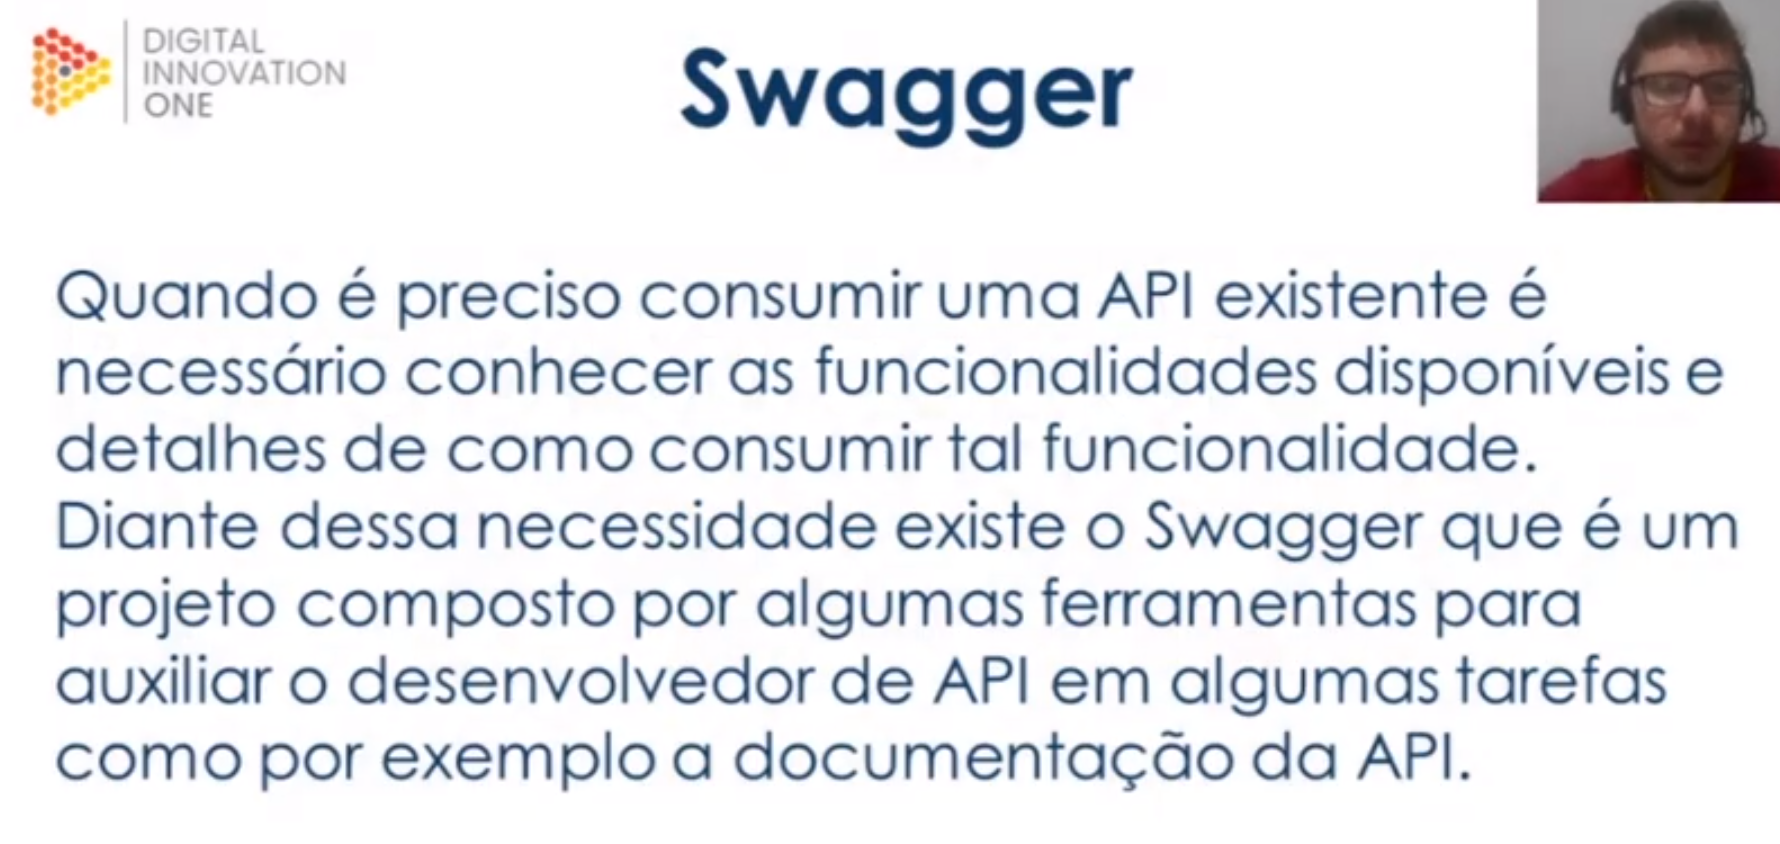 DIGITAL
INNOVATION
ONE
Swagger
Quando é preciso consumir uma API existente é
necessário conhecer as funcionalidades disponíveis e
detalhes de como consumir tal funcionalidade.
Diante dessa necessidade existe o Swagger que é um
projeto composto por algumas ferramentas para
auxiliar o desenvolvedor de API em algumas tarefas
como por exemplo a documentação da API.